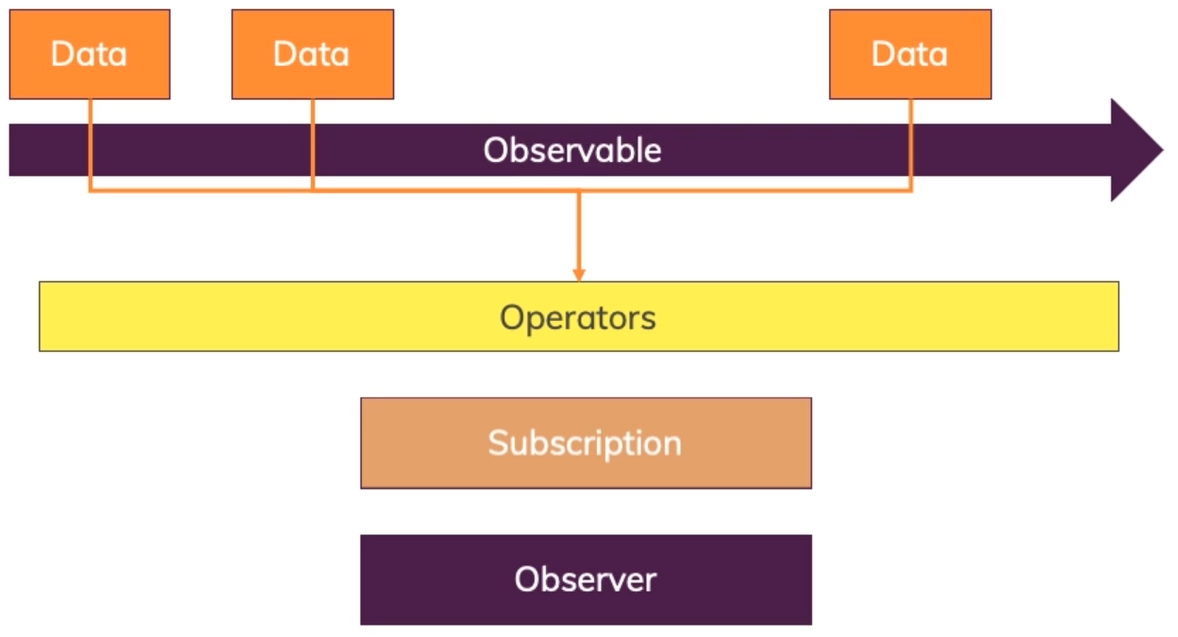 Data
Data
Data
Observable
Operators
Subscription
Observer